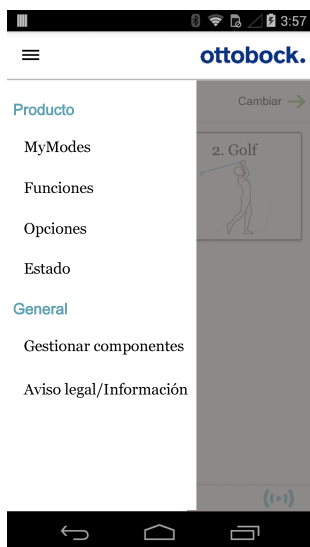 3:57
ottobock.
Producto
Cambiar
MyModes
2. Golf
Funciones
Opciones
Estado
General
Gestionar componentes
Aviso legal/Información